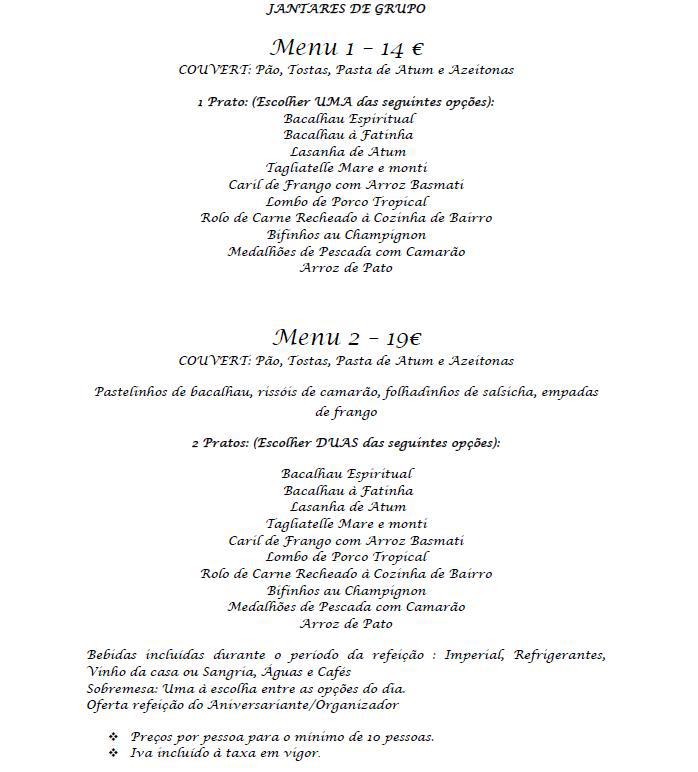 JANTARES DE GRUPO
Menu 1 – 14 €
COUVERT: Pão, Tostas, Pasta de Atum e Azeitonas
1 Prato: (Escolher UMA das seguintes opções):
Bacalhau Espiritual
Bacalhau à Fatinha
Lasanha de Atum
Tagliatelle Mare e monti
Caril de Frango com Arroz Basmati
Lombo de Porco Tropical
Rolo de Carne Recheado à Cozinha de Bairro
Bifinhos au Champignon
Medalhões de Pescada com Camarão
Arroz de Pato
Menu 2 – 19€
COUVERT: Pão, Tostas, Pasta de Atum e Azeitonas
Pastelinhos de bacalhau, rissóis de camarão, folhadinhos de salsicha, empadas
de frango
2 Pratos: (Escolher DUAS das seguintes opções):
Bacalhau Espiritual
Bacalhau à Fatinha
Lasanha de Atum
Tagliatelle Mare e monti
Caril de Frango com Arroz Basmati
Lombo de Porco Tropical
Rolo de Carne Recheado à Cozinha de Bairro
Bifinhos au Champignon
Medalhões de Pescada com Camarão
Arroz de Pato
Bebidas incluídas durante o período da refeição : Imperial, Refrigerantes,
Vinho da casa ou Sangria, Águas e Cafés
Sobremesa: Uma à escolha entre as opções do dia.
Oferta refeição do Aniversariante/Organizador
❖ Preços por pessoa para o mínimo de 10 pessoas.
❖ Iva incluído à taxa em vigor.